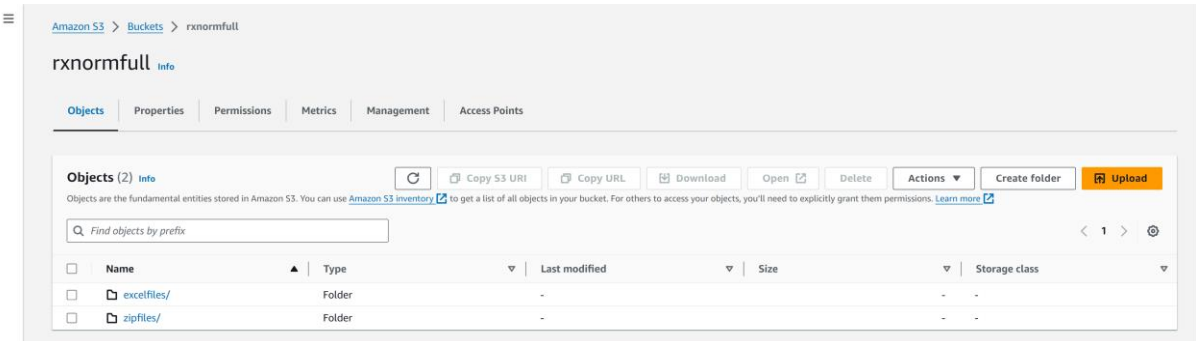 Amazon S3 > Buckets > rxnormfull
rxnormfull Info
Objects Properties Permissions Metrics Management Access Points
Objects (2) Info Copy S3 URI Copy URL Download Open Delete Actions Create folder Upload
Objects are the fundamental entities stored in Amazon S3. You can use Amazon S3 inventory to get a list of all objects in your bucket. For others to access your objects, you'll need to explicitly grant them permissions. Learn more
Find objects by prefix < 1 >
Name Type Last modified Size Storage class
excelfiles/ Folder - - -
zipfiles/ Folder - - -